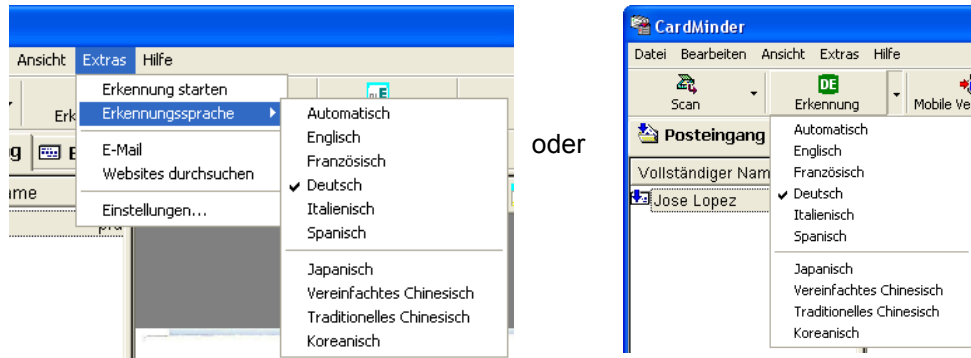 Ansicht Extras Hilfe
Erkennung starten
Erkennungssprache
E-Mail
Websites durchsuchen
Einstellungen...
Automatisch
Englisch
Französisch
Deutsch
Italienisch
Spanisch
Japanisch
Vereinfachtes Chinesisch
Traditionelles Chinesisch
Koreanisch
oder
CardMinder
Datei Bearbeiten Ansicht Extras Hilfe
DE
Scan Erkennung Mobile Ve
Posteingang
Vollständiger Nam
Jose Lopez
Automatisch
Englisch
Französisch
Deutsch
Italienisch
Spanisch
Japanisch
Vereinfachtes Chinesisch
Traditionelles Chinesisch
Koreanisch